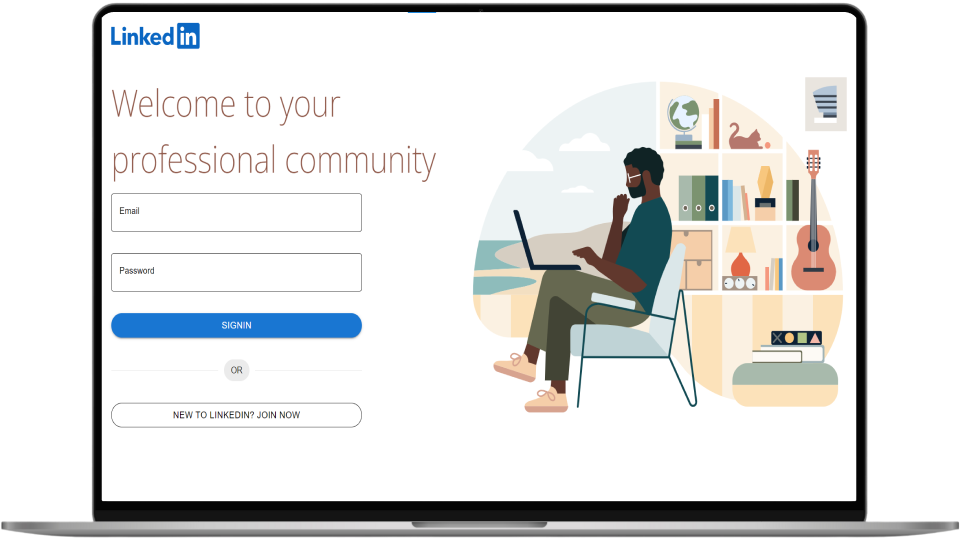 Linked in
Welcome to your
professional community
Email
Password
SIGNIN
OR
NEW TO LINKEDIN? JOIN NOW